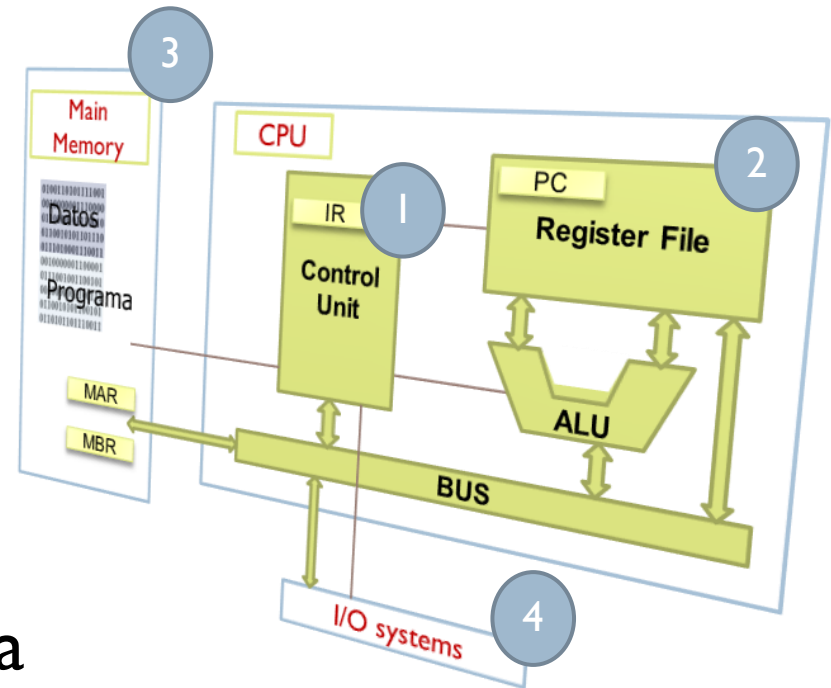 3
Main
Memory
CPU
2
PC
IR
1
Register File
Datos
Control
Unit
Programa
MAR
MBR
ALU
BUS
I/O systems
4
a